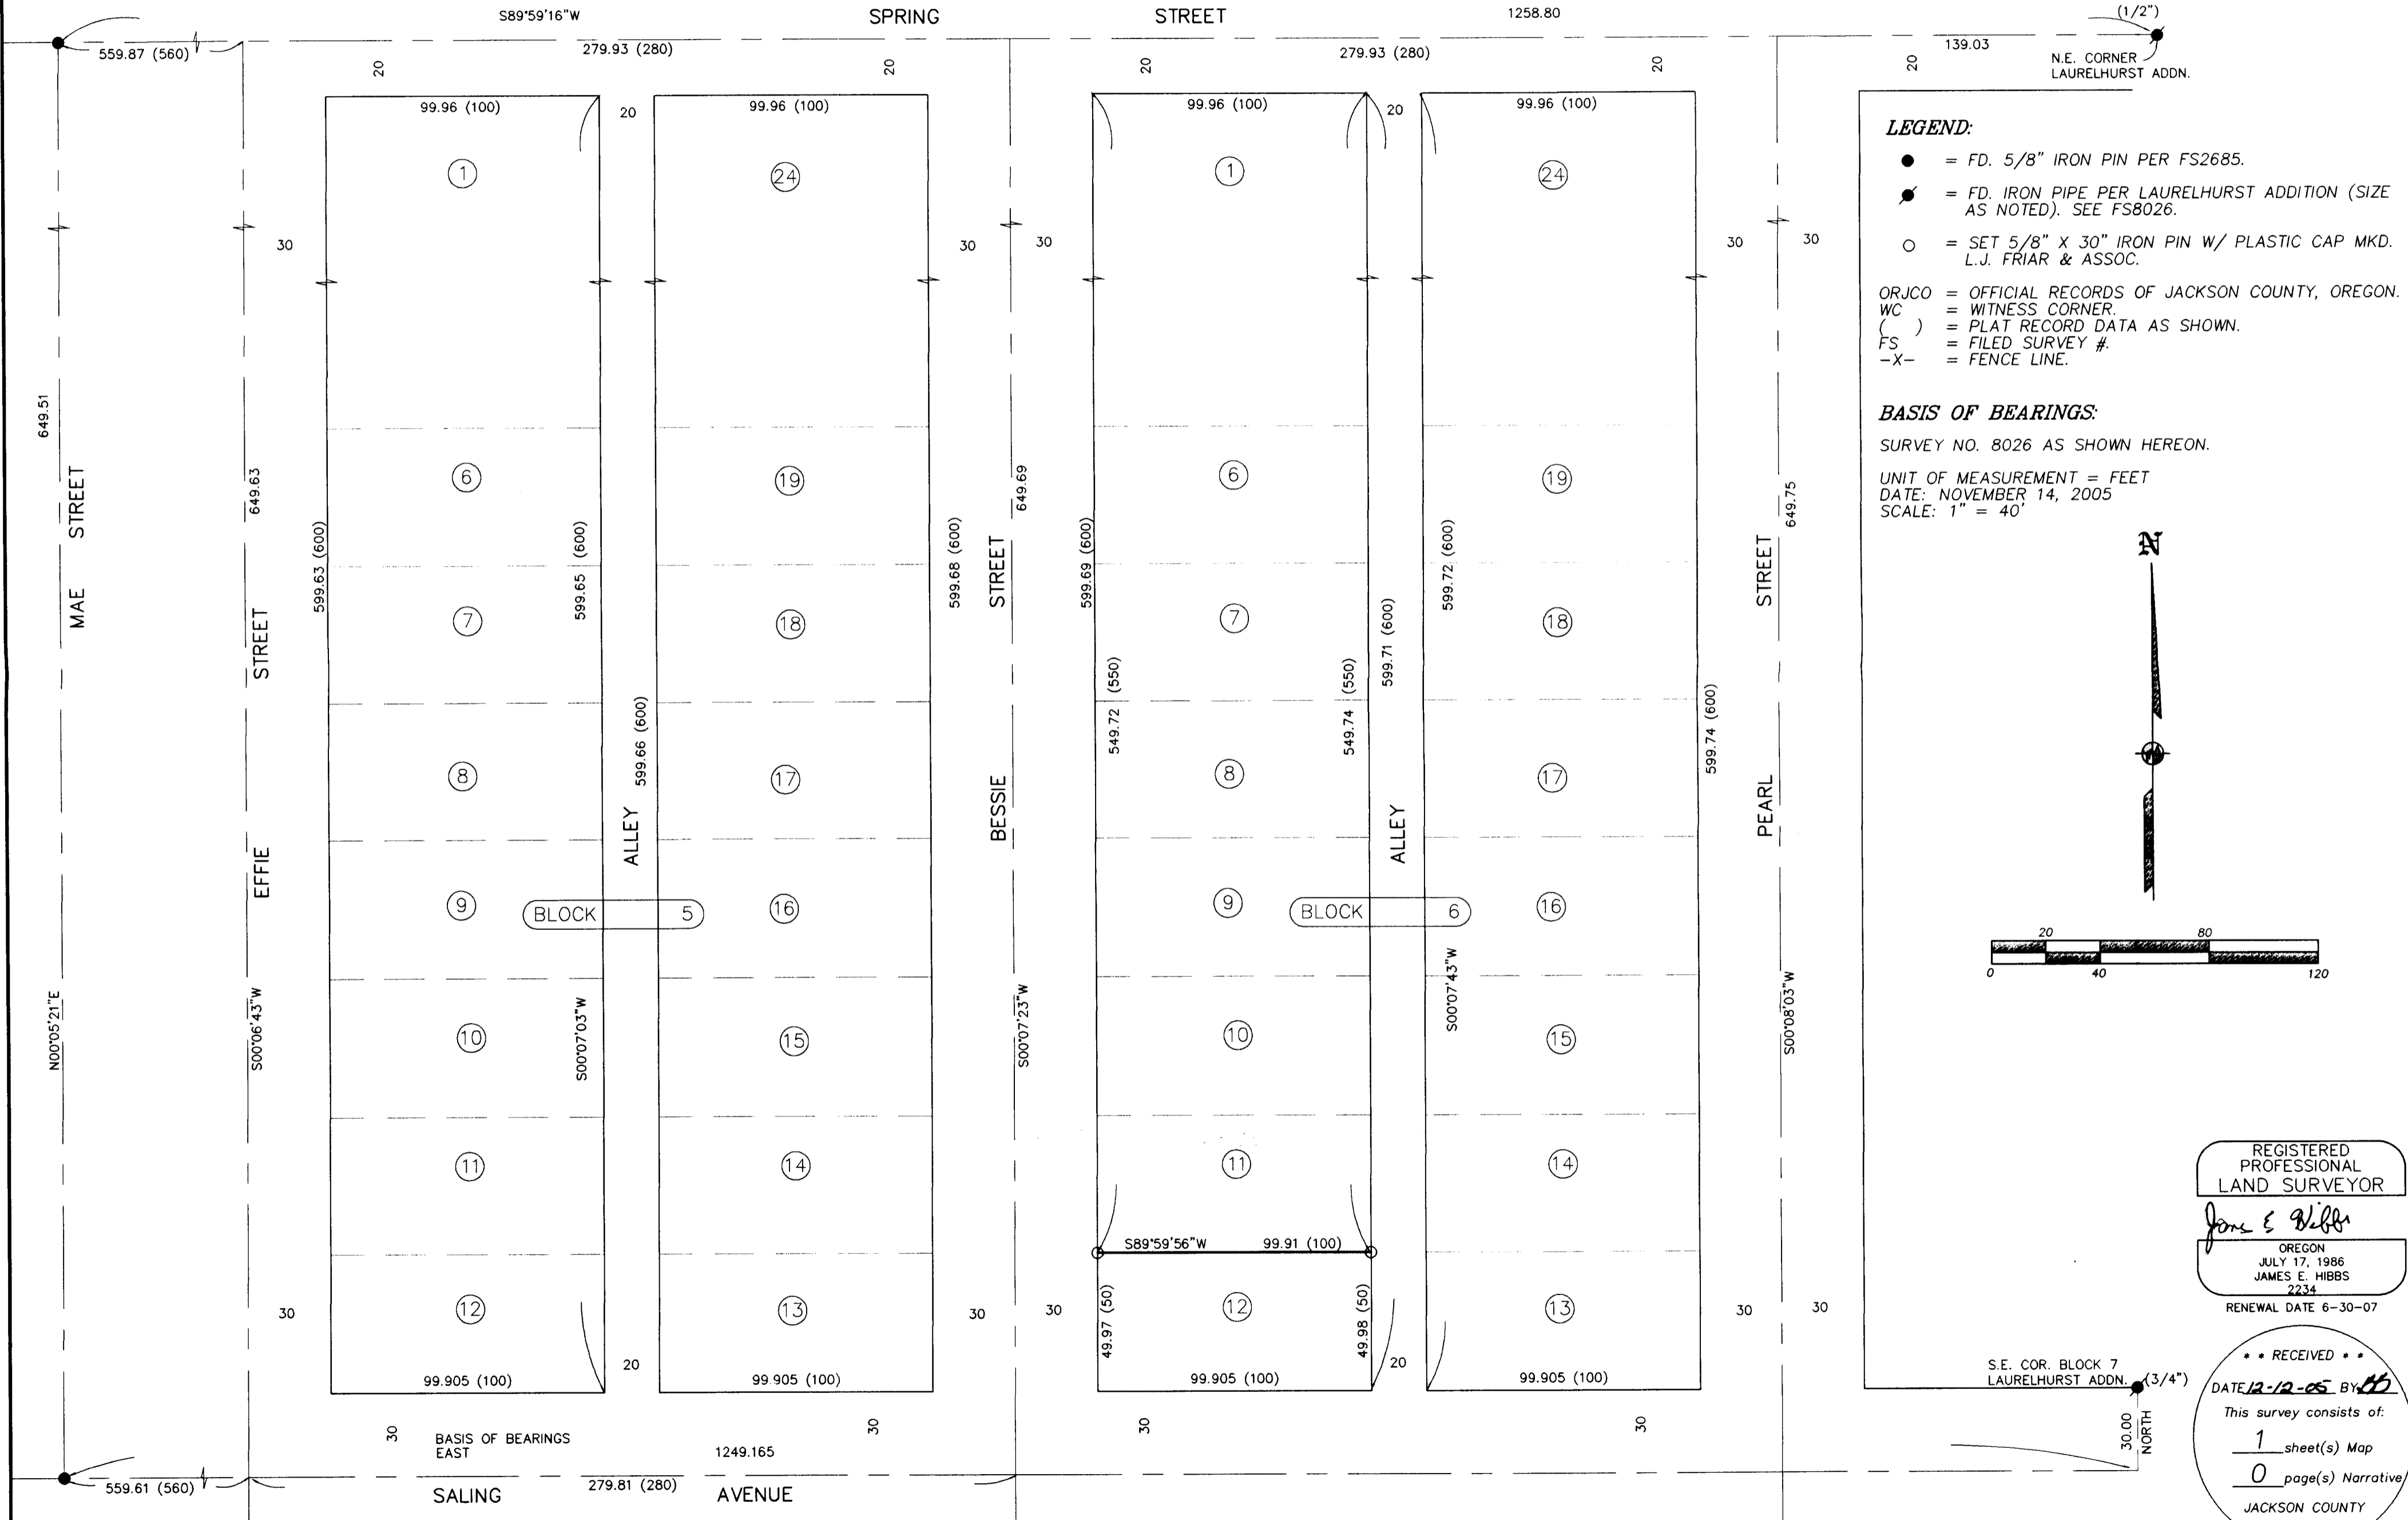 S89°59'16"W SPRING STREET 1258.80 (1/2")
559.87 (560) 279.93 (280) 279.93 (280) 139.03
N.E. CORNER
LAURELHURST ADDN.
20 20 20 20 20
99.96 (100) 20 99.96 (100) 99.96 (100) 20 99.96 (100)
1 24 1 24
30 30 30 30 30
LEGEND:
= FD. 5/8" IRON PIN PER FS2685.
= FD. IRON PIPE PER LAURELHURST ADDITION (SIZE
AS NOTED). SEE FS8026.
= SET 5/8" X 30" IRON PIN W/ PLASTIC CAP MKD.
L.J. FRIAR & ASSOC.
ORJCO = OFFICIAL RECORDS OF JACKSON COUNTY, OREGON.
WC = WITNESS CORNER.
( ) = PLAT RECORD DATA AS SHOWN.
FS = FILED SURVEY #.
-X- = FENCE LINE.
BASIS OF BEARINGS:
SURVEY NO. 8026 AS SHOWN HEREON.
UNIT OF MEASUREMENT = FEET
DATE: NOVEMBER 14, 2005
SCALE: 1" = 40'
N
20 80
0 40 120
649.51
MAE STREET
N00°05'21"E
649.63
EFFIE STREET
S00°06'43"W
599.63 (600)
599.65 (600)
S00°07'03"W
599.66 (600)
ALLEY
599.68 (600)
649.69
BESSIE STREET
S00°07'23"W
599.69 (600)
549.72 (550)
549.74 (550)
599.71 (600)
ALLEY
599.72 (600)
S00°07'43"W
599.74 (600)
649.75
PEARL STREET
S00°08'03"W
6 19 6 19
7 18 7 18
8 17 8 17
9 16 9 16
BLOCK 5 BLOCK 6
10 15 10 15
11 14 11 14
S89°59'56"W 99.91 (100)
49.97 (50)
49.98 (50)
30 12 13 30 30 12 13 30 30
20 20
99.905 (100) 99.905 (100) 99.905 (100) 99.905 (100)
S.E. COR. BLOCK 7
LAURELHURST ADDN. (3/4")
30.00
NORTH
30 30 30 30
BASIS OF BEARINGS
EAST 1249.165
559.61 (560) 279.81 (280)
SALING AVENUE
REGISTERED
PROFESSIONAL
LAND SURVEYOR
James E Hibbs
OREGON
JULY 17, 1986
JAMES E. HIBBS
2234
RENEWAL DATE 6-30-07
* * RECEIVED * *
DATE 12-12-05 BY
This survey consists of:
1 sheet(s) Map
0 page(s) Narrative
JACKSON COUNTY